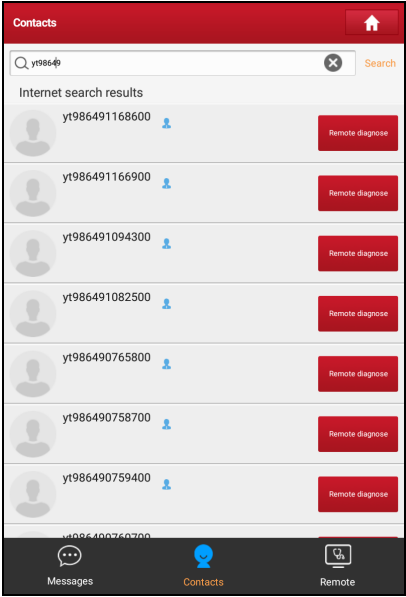 Contacts
yt98649
Search
Internet search results
yt986491168600
Remote diagnose
yt986491166900
Remote diagnose
yt986491094300
Remote diagnose
yt986491082500
Remote diagnose
yt986490765800
Remote diagnose
yt986490758700
Remote diagnose
yt986490759400
Remote diagnose
Messages
Contacts
Remote